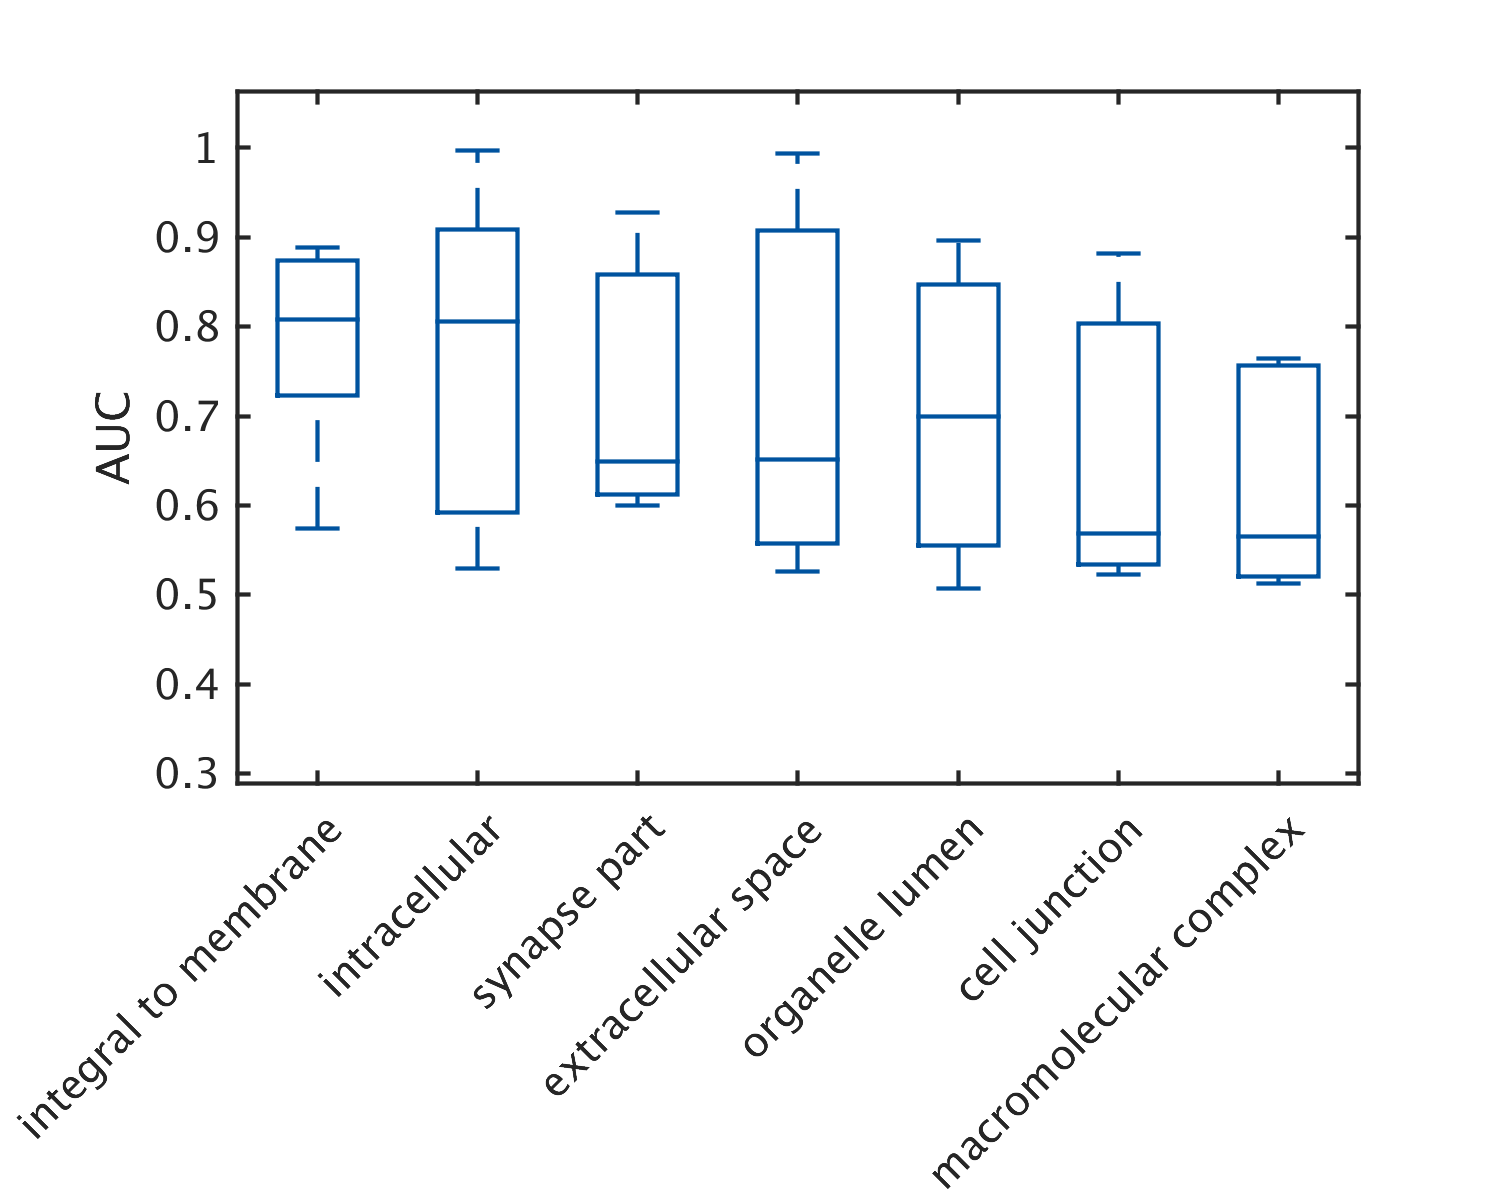 AUC
1
0.9
0.8
0.7
0.6
0.5
0.4
0.3
integral to membrane
intracellular
synapse part
extracellular space
organelle lumen
cell junction
macromolecular complex